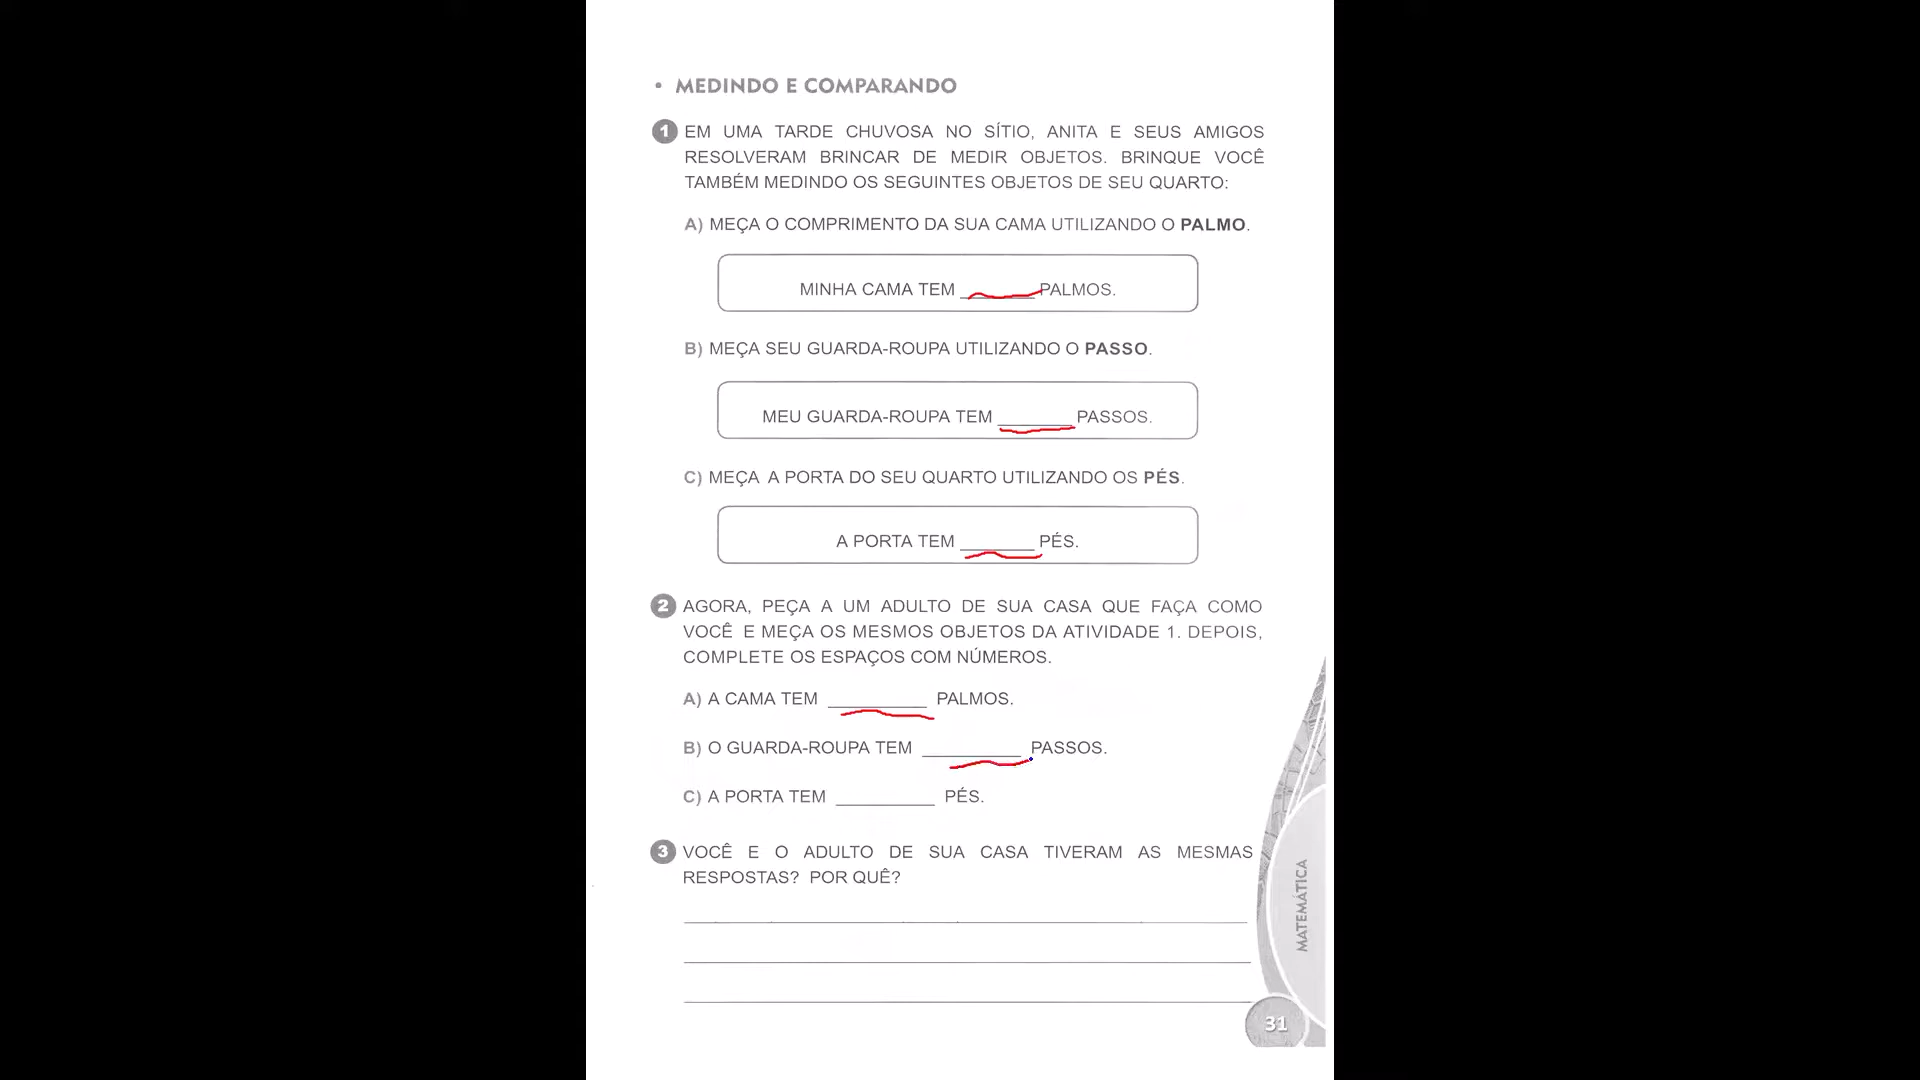 • MEDINDO E COMPARANDO
1 EM UMA TARDE CHUVOSA NO SÍTIO, ANITA E SEUS AMIGOS
RESOLVERAM BRINCAR DE MEDIR OBJETOS. BRINQUE VOCÊ
TAMBÉM MEDINDO OS SEGUINTES OBJETOS DE SEU QUARTO:
A) MEÇA O COMPRIMENTO DA SUA CAMA UTILIZANDO O PALMO.
MINHA CAMA TEM ________ PALMOS.
B) MEÇA SEU GUARDA-ROUPA UTILIZANDO O PASSO.
MEU GUARDA-ROUPA TEM ________ PASSOS.
C) MEÇA A PORTA DO SEU QUARTO UTILIZANDO OS PÉS.
A PORTA TEM ________ PÉS.
2 AGORA, PEÇA A UM ADULTO DE SUA CASA QUE FAÇA COMO
VOCÊ E MEÇA OS MESMOS OBJETOS DA ATIVIDADE 1. DEPOIS,
COMPLETE OS ESPAÇOS COM NÚMEROS.
A) A CAMA TEM __________ PALMOS.
B) O GUARDA-ROUPA TEM __________ PASSOS.
C) A PORTA TEM __________ PÉS.
3 VOCÊ E O ADULTO DE SUA CASA TIVERAM AS MESMAS
RESPOSTAS? POR QUÊ?
MATEMÁTICA
31